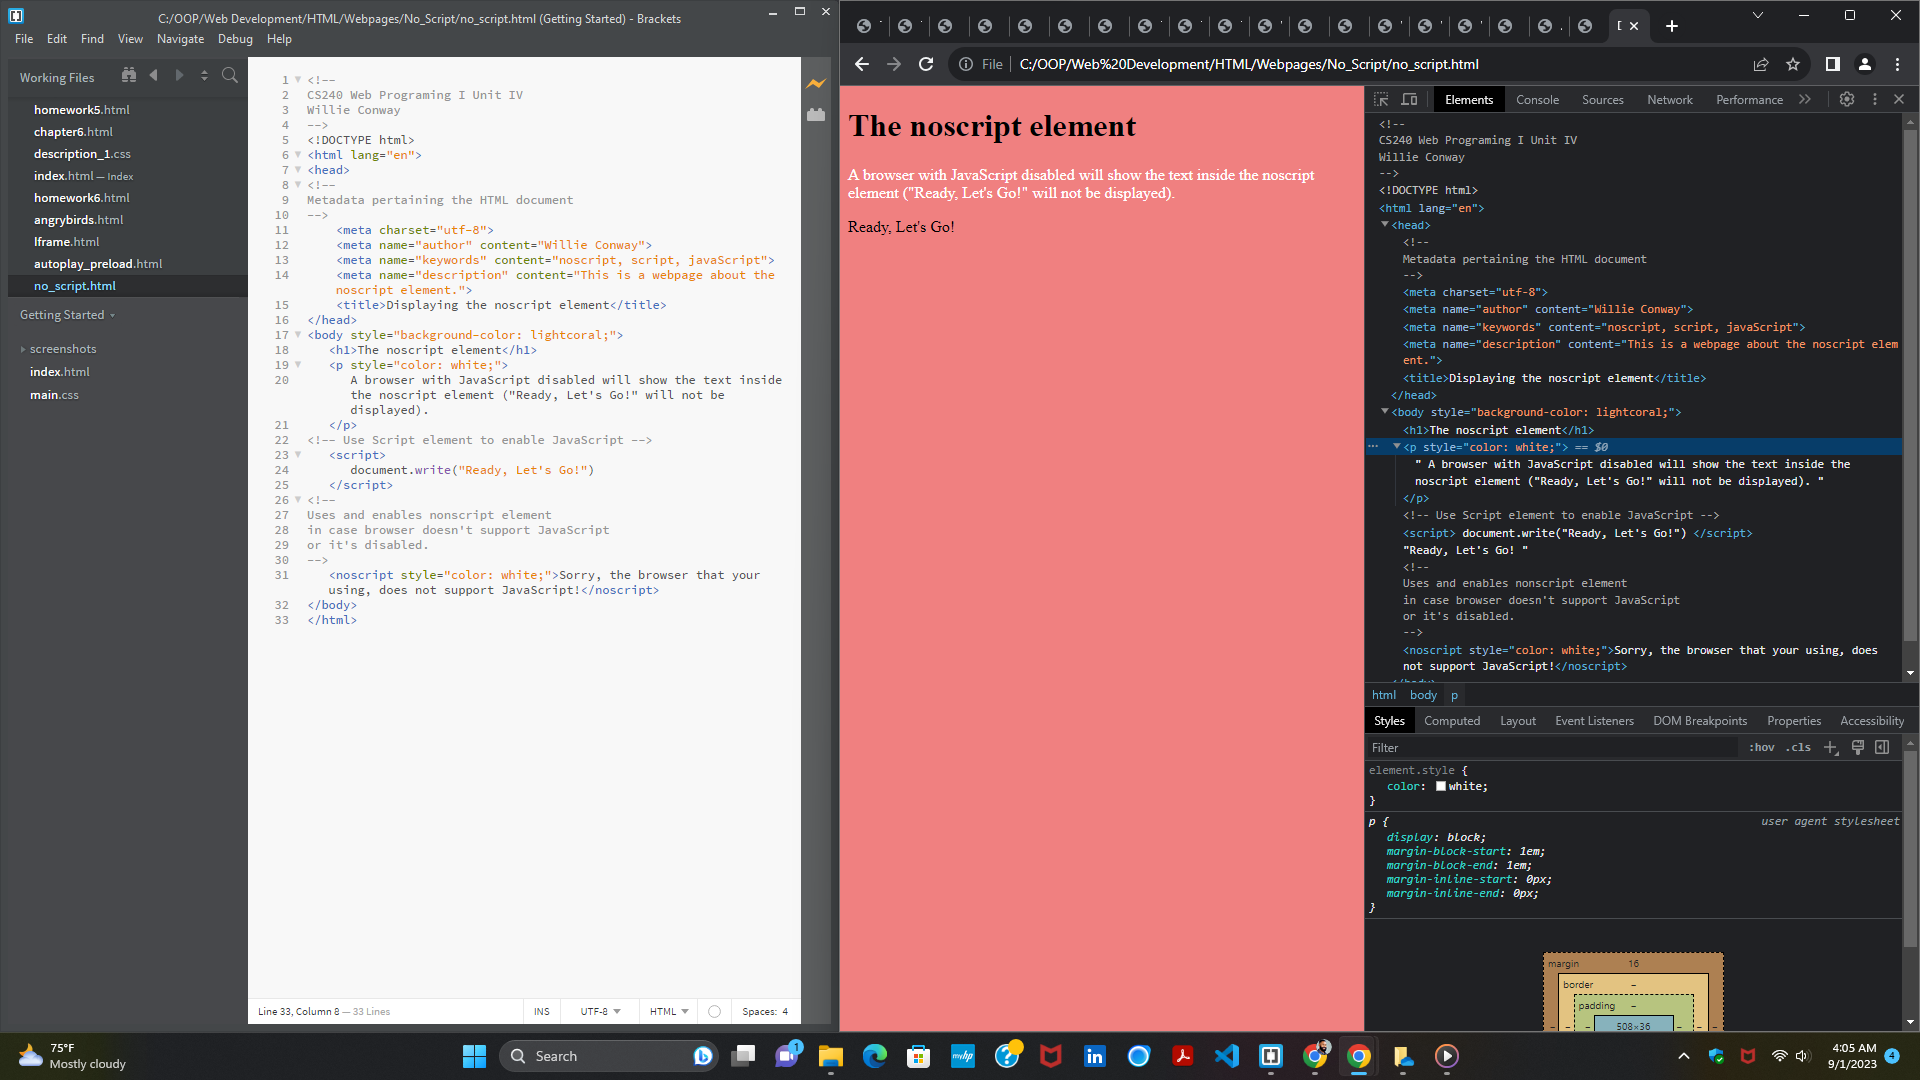 C:/OOP/Web Development/HTML/Webpages/No_Script/no_script.html (Getting Started) - Brackets
File Edit Find View Navigate Debug Help
Working Files
homework5.html
chapter6.html
description_1.css
index.html — Index
homework6.html
angrybirds.html
Iframe.html
autoplay_preload.html
no_script.html
Getting Started
screenshots
index.html
main.css
1 <!--
2 CS240 Web Programing I Unit IV
3 Willie Conway
4 -->
5 <!DOCTYPE html>
6 <html lang="en">
7 <head>
8 <!--
9 Metadata pertaining the HTML document
10 -->
11 <meta charset="utf-8">
12 <meta name="author" content="Willie Conway">
13 <meta name="keywords" content="noscript, script, javaScript">
14 <meta name="description" content="This is a webpage about the
noscript element.">
15 <title>Displaying the noscript element</title>
16 </head>
17 <body style="background-color: lightcoral;">
18 <h1>The noscript element</h1>
19 <p style="color: white;">
20 A browser with JavaScript disabled will show the text inside
the noscript element ("Ready, Let's Go!" will not be
displayed).
21 </p>
22 <!-- Use Script element to enable JavaScript -->
23 <script>
24 document.write("Ready, Let's Go!")
25 </script>
26 <!--
27 Uses and enables nonscript element
28 in case browser doesn't support JavaScript
29 or it's disabled.
30 -->
31 <noscript style="color: white;">Sorry, the browser that your
using, does not support JavaScript!</noscript>
32 </body>
33 </html>
Line 33, Column 8 — 33 Lines
INS UTF-8 HTML Spaces: 4
File C:/OOP/Web%20Development/HTML/Webpages/No_Script/no_script.html
The noscript element
A browser with JavaScript disabled will show the text inside the noscript
element ("Ready, Let's Go!" will not be displayed).
Ready, Let's Go!
Elements Console Sources Network Performance
<!--
CS240 Web Programing I Unit IV
Willie Conway
-->
<!DOCTYPE html>
<html lang="en">
<head>
<!--
Metadata pertaining the HTML document
-->
<meta charset="utf-8">
<meta name="author" content="Willie Conway">
<meta name="keywords" content="noscript, script, javaScript">
<meta name="description" content="This is a webpage about the noscript elem
ent.">
<title>Displaying the noscript element</title>
</head>
<body style="background-color: lightcoral;">
<h1>The noscript element</h1>
<p style="color: white;"> == $0
" A browser with JavaScript disabled will show the text inside the
noscript element ("Ready, Let's Go!" will not be displayed). "
</p>
<!-- Use Script element to enable JavaScript -->
<script> document.write("Ready, Let's Go!") </script>
"Ready, Let's Go! "
<!--
Uses and enables nonscript element
in case browser doesn't support JavaScript
or it's disabled.
-->
<noscript style="color: white;">Sorry, the browser that your using, does
not support JavaScript!</noscript>
</body>
html body p
Styles Computed Layout Event Listeners DOM Breakpoints Properties Accessibility
Filter :hov .cls
element.style {
color: white;
}
p { user agent stylesheet
display: block;
margin-block-start: 1em;
margin-block-end: 1em;
margin-inline-start: 0px;
margin-inline-end: 0px;
}
margin 16
border –
padding –
508×36
75°F
Mostly cloudy
Search
1
myhp
4:05 AM
9/1/2023
4